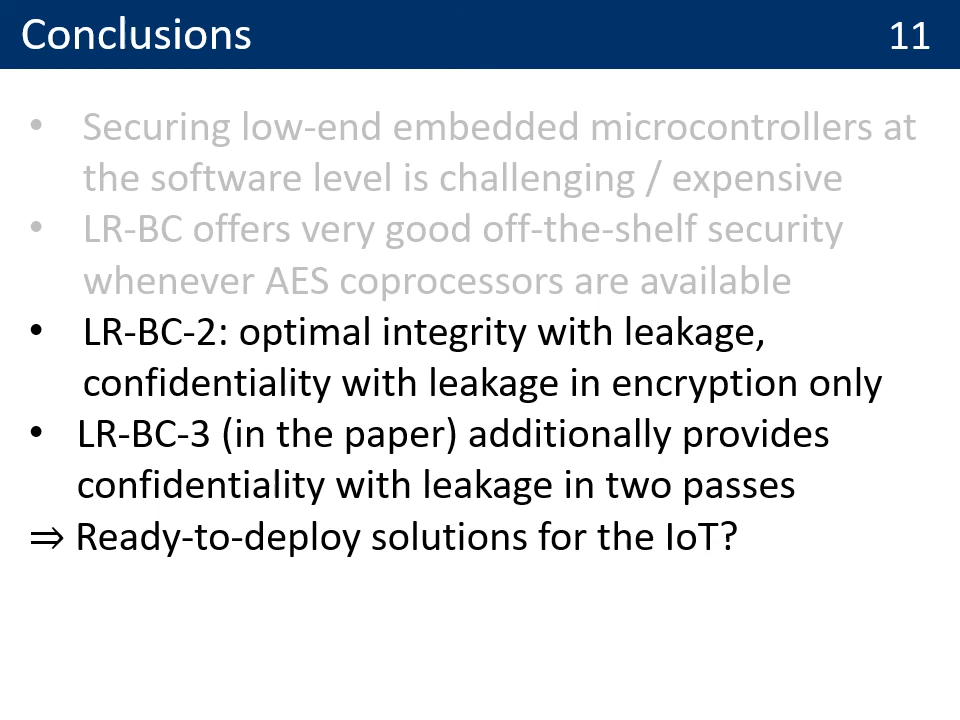 Conclusions 11
• Securing low-end embedded microcontrollers at
the software level is challenging / expensive
• LR-BC offers very good off-the-shelf security
whenever AES coprocessors are available
• LR-BC-2: optimal integrity with leakage,
confidentiality with leakage in encryption only
• LR-BC-3 (in the paper) additionally provides
confidentiality with leakage in two passes
⇒ Ready-to-deploy solutions for the IoT?